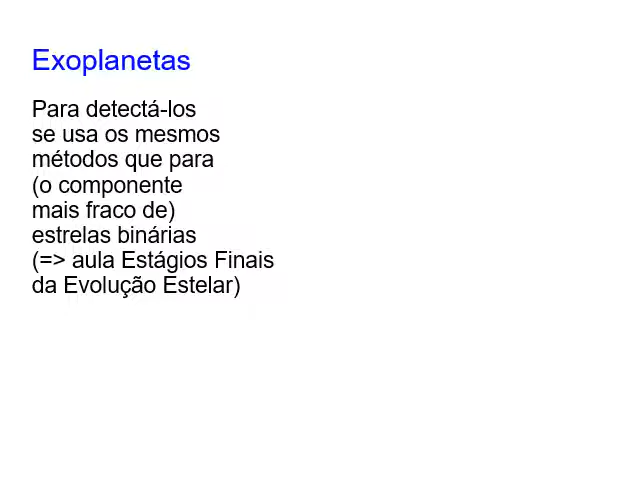 Exoplanetas
Para detectá-los
se usa os mesmos
métodos que para
(o componente
mais fraco de)
estrelas binárias
(=> aula Estágios Finais
da Evolução Estelar)